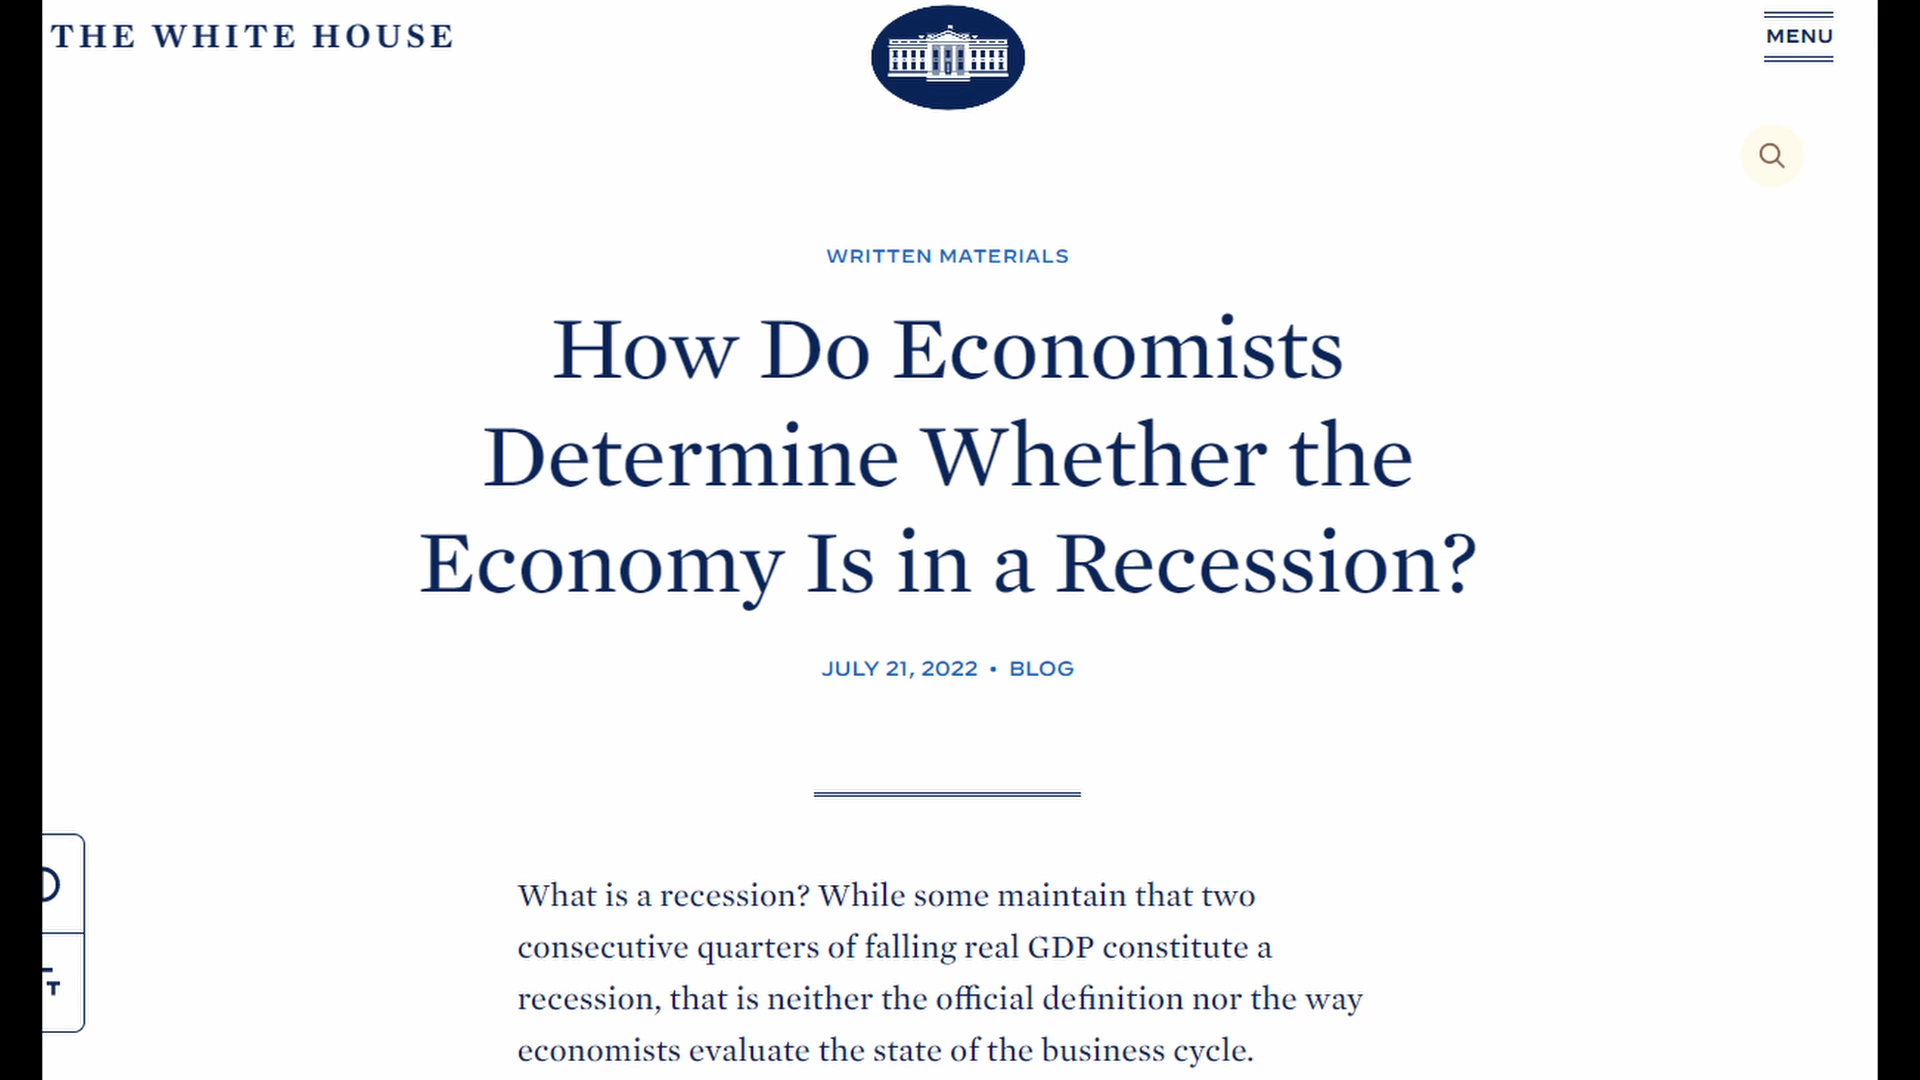 THE WHITE HOUSE
MENU
WRITTEN MATERIALS
How Do Economists
Determine Whether the
Economy Is in a Recession?
JULY 21, 2022 • BLOG
What is a recession? While some maintain that two
consecutive quarters of falling real GDP constitute a
recession, that is neither the official definition nor the way
economists evaluate the state of the business cycle.